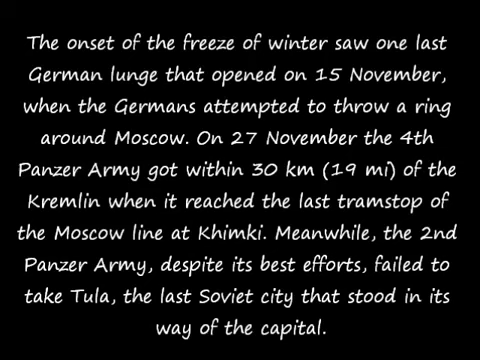 The onset of the freeze of winter saw one last
German lunge that opened on 15 November,
when the Germans attempted to throw a ring
around Moscow. On 27 November the 4th
Panzer Army got within 30 km (19 mi) of the
Kremlin when it reached the last tramstop of
the Moscow line at Khimki. Meanwhile, the 2nd
Panzer Army, despite its best efforts, failed to
take Tula, the last Soviet city that stood in its
way of the capital.